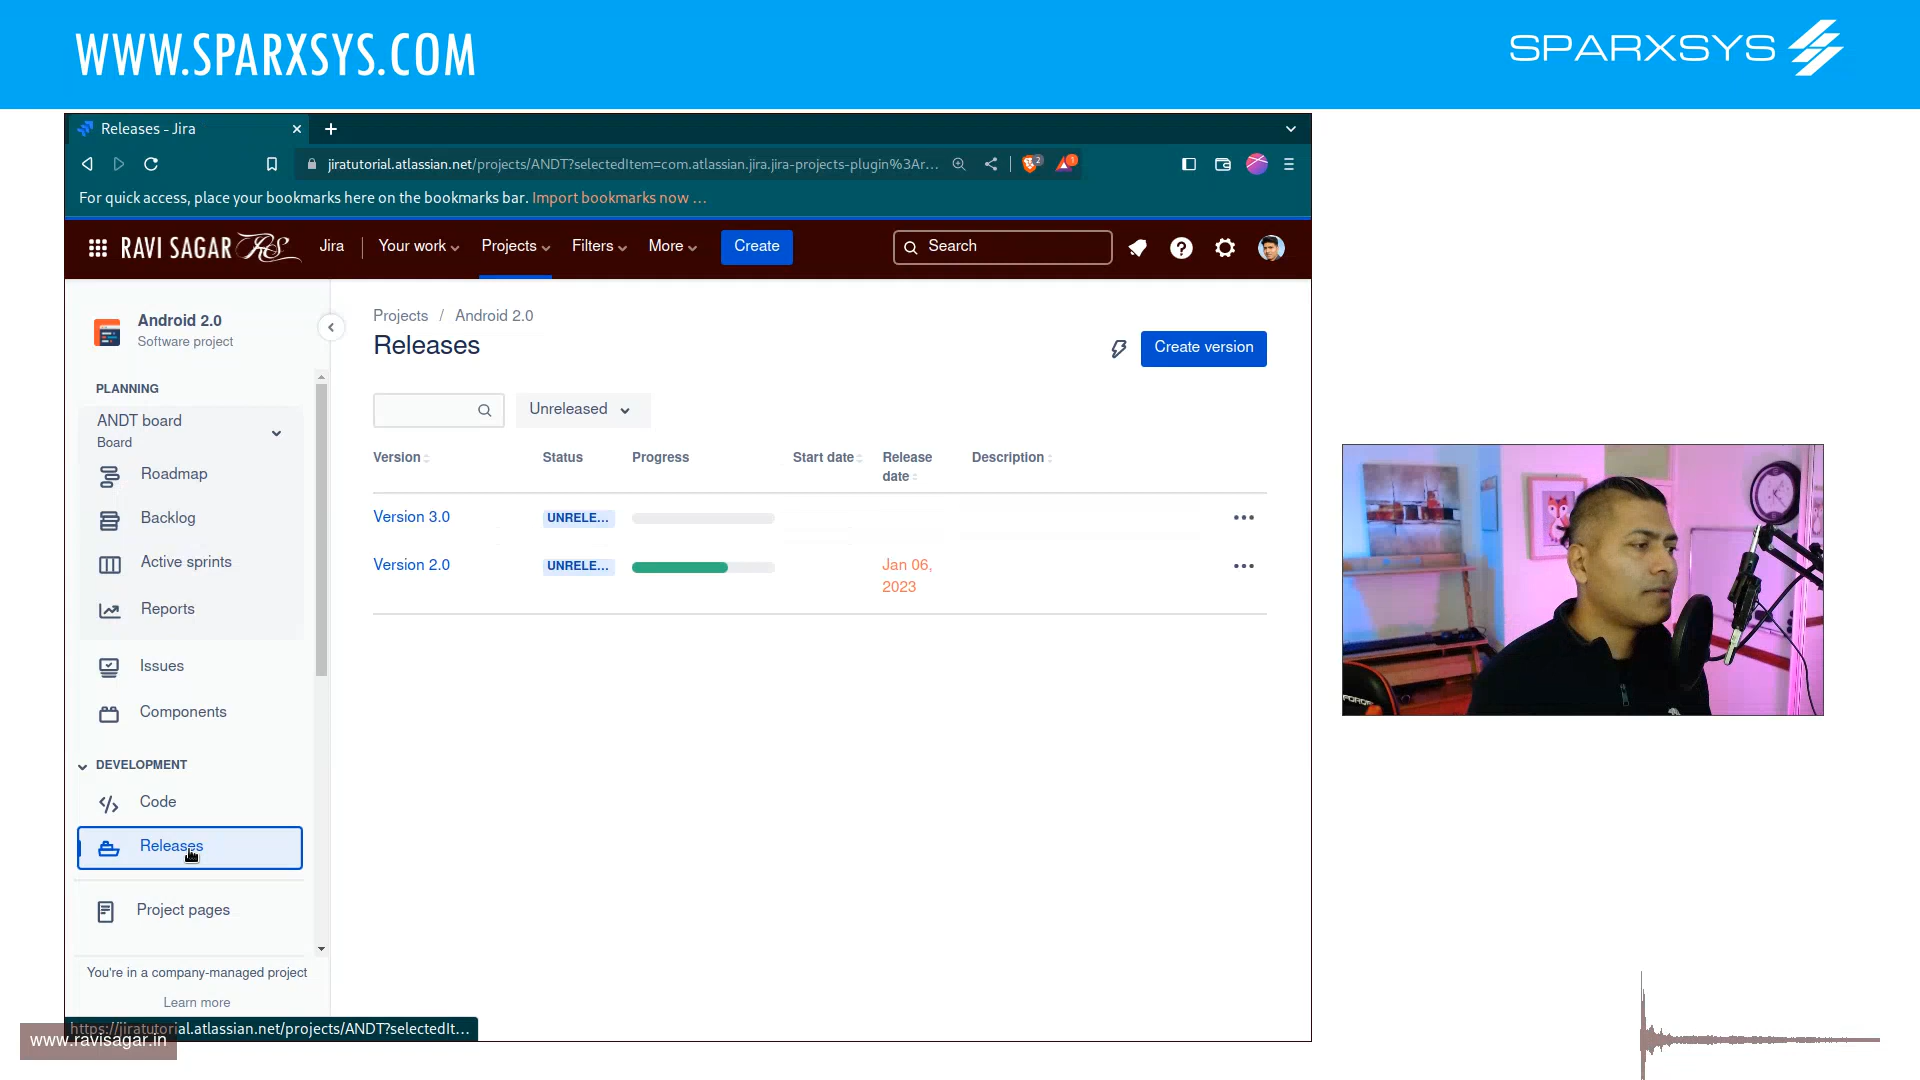 WWW.SPARXSYS.COM
SPARXSYS
Releases - Jira
jiratutorial.atlassian.net/projects/ANDT?selectedItem=com.atlassian.jira.jira-projects-plugin%3Ar...
2
1
For quick access, place your bookmarks here on the bookmarks bar. Import bookmarks now ...
RAVI SAGAR RS
Jira
Your work
Projects
Filters
More
Create
Search
Android 2.0
Software project
PLANNING
ANDT board
Board
Roadmap
Backlog
Active sprints
Reports
Issues
Components
DEVELOPMENT
Code
Releases
Project pages
You're in a company-managed project
Learn more
Projects / Android 2.0
Releases
Create version
Unreleased
Version Status Progress Start date Release date Description
Version 3.0 UNRELE...
Version 2.0 UNRELE... Jan 06, 2023
https://jiratutorial.atlassian.net/projects/ANDT?selectedIt...
www.ravisagar.in